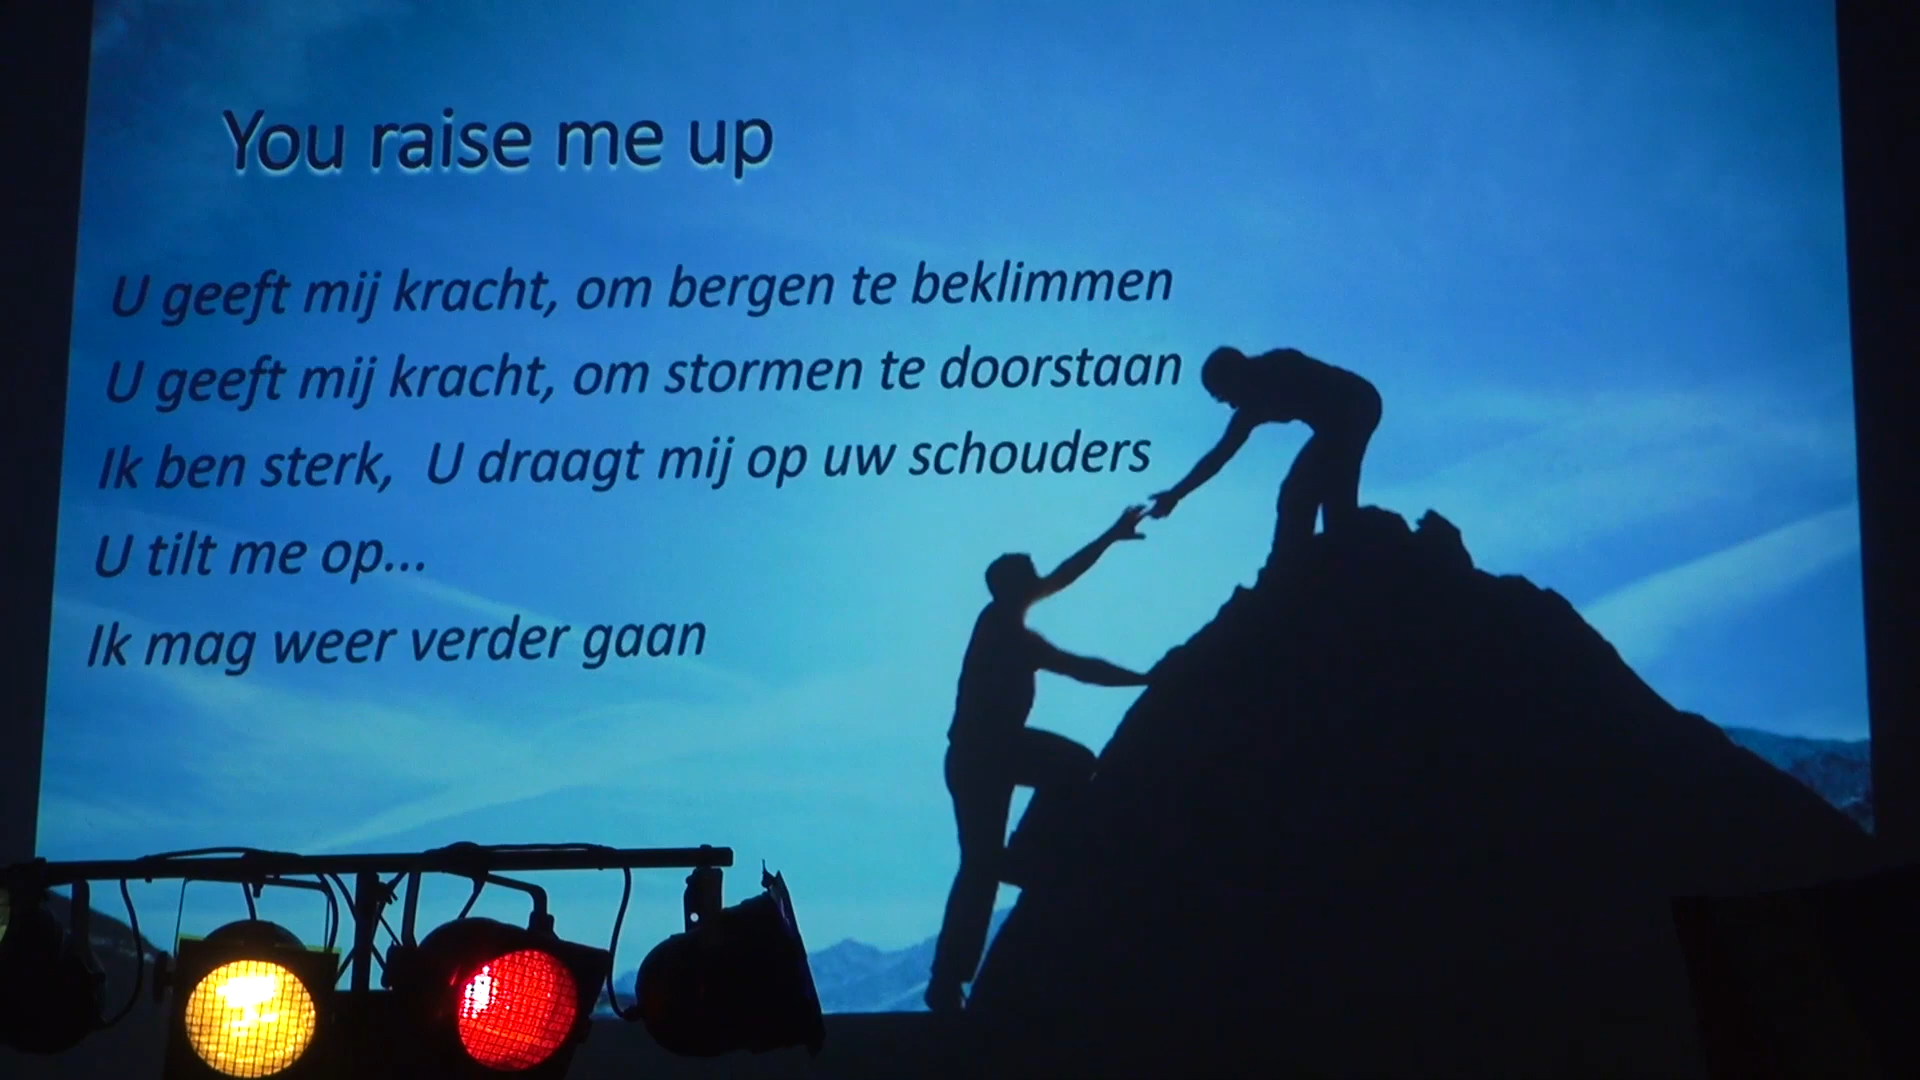 You raise me up
U geeft mij kracht, om bergen te beklimmen
U geeft mij kracht, om stormen te doorstaan
Ik ben sterk, U draagt mij op uw schouders
U tilt me op...
Ik mag weer verder gaan